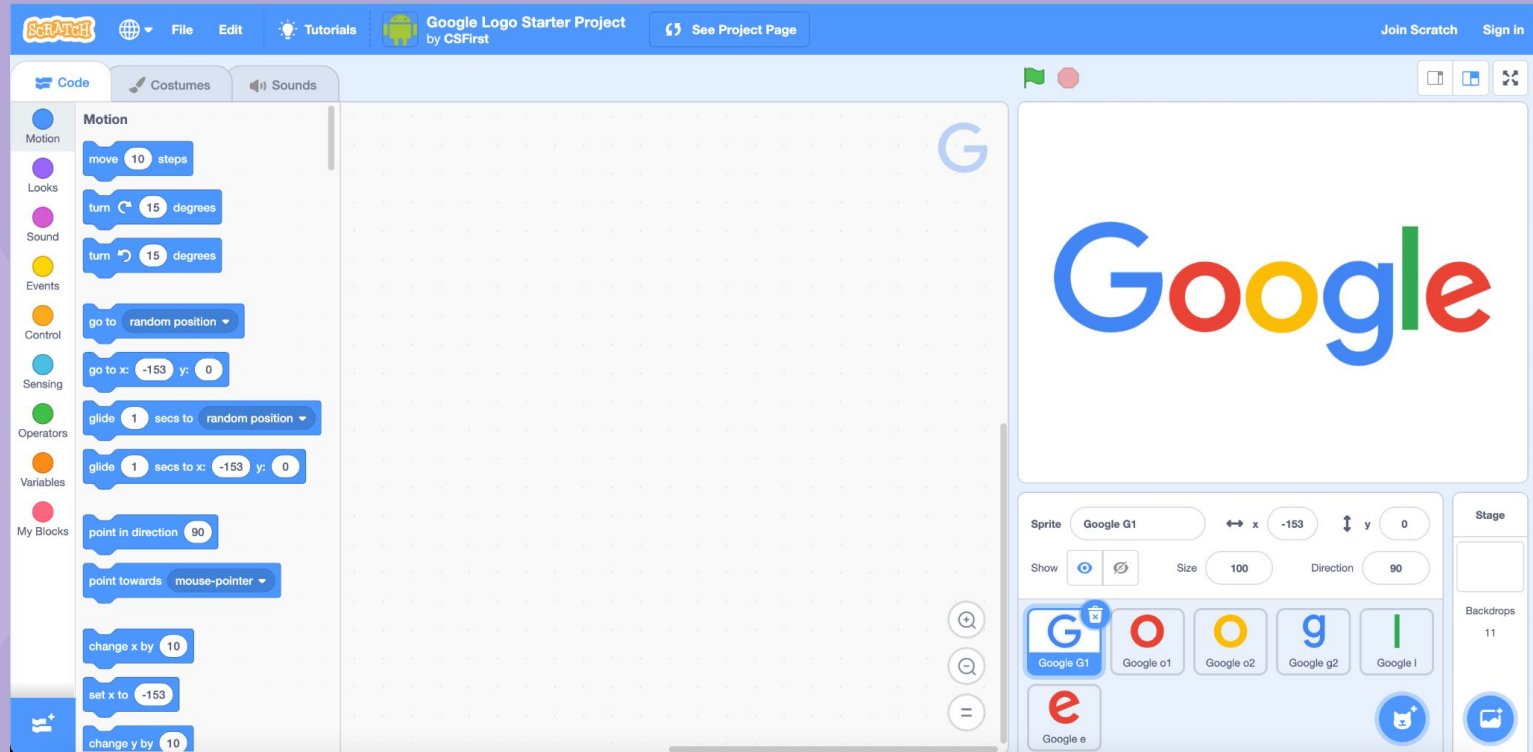 SCRATCH
File
Edit
Tutorials
Google Logo Starter Project
by CSFirst
See Project Page
Join Scratch
Sign in
Code
Costumes
Sounds
Motion
Looks
Sound
Events
Control
Sensing
Operators
Variables
My Blocks
Motion
move 10 steps
turn 15 degrees
turn 15 degrees
go to random position
go to x: -153 y: 0
glide 1 secs to random position
glide 1 secs to x: -153 y: 0
point in direction 90
point towards mouse-pointer
change x by 10
set x to -153
change y by 10
G
=
Google
Sprite Google G1 x -153 y 0
Show Size 100 Direction 90
G o o g l
Google G1 Google o1 Google o2 Google g2 Google l
e
Google e
Stage
Backdrops
11